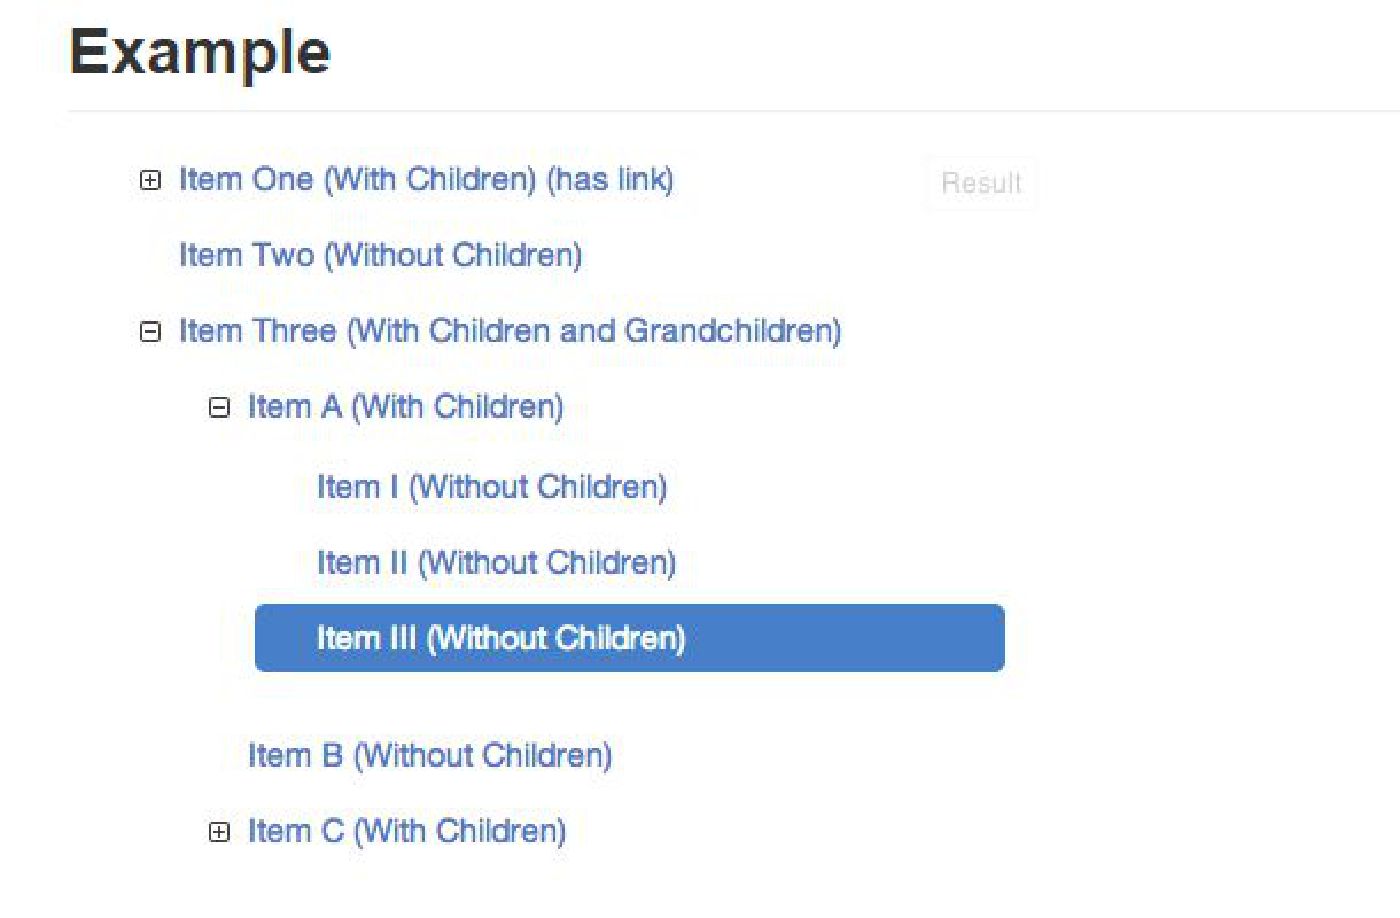 Example
Item One (With Children) (has link)
Result
Item Two (Without Children)
Item Three (With Children and Grandchildren)
Item A (With Children)
Item I (Without Children)
Item II (Without Children)
Item III (Without Children)
Item B (Without Children)
Item C (With Children)